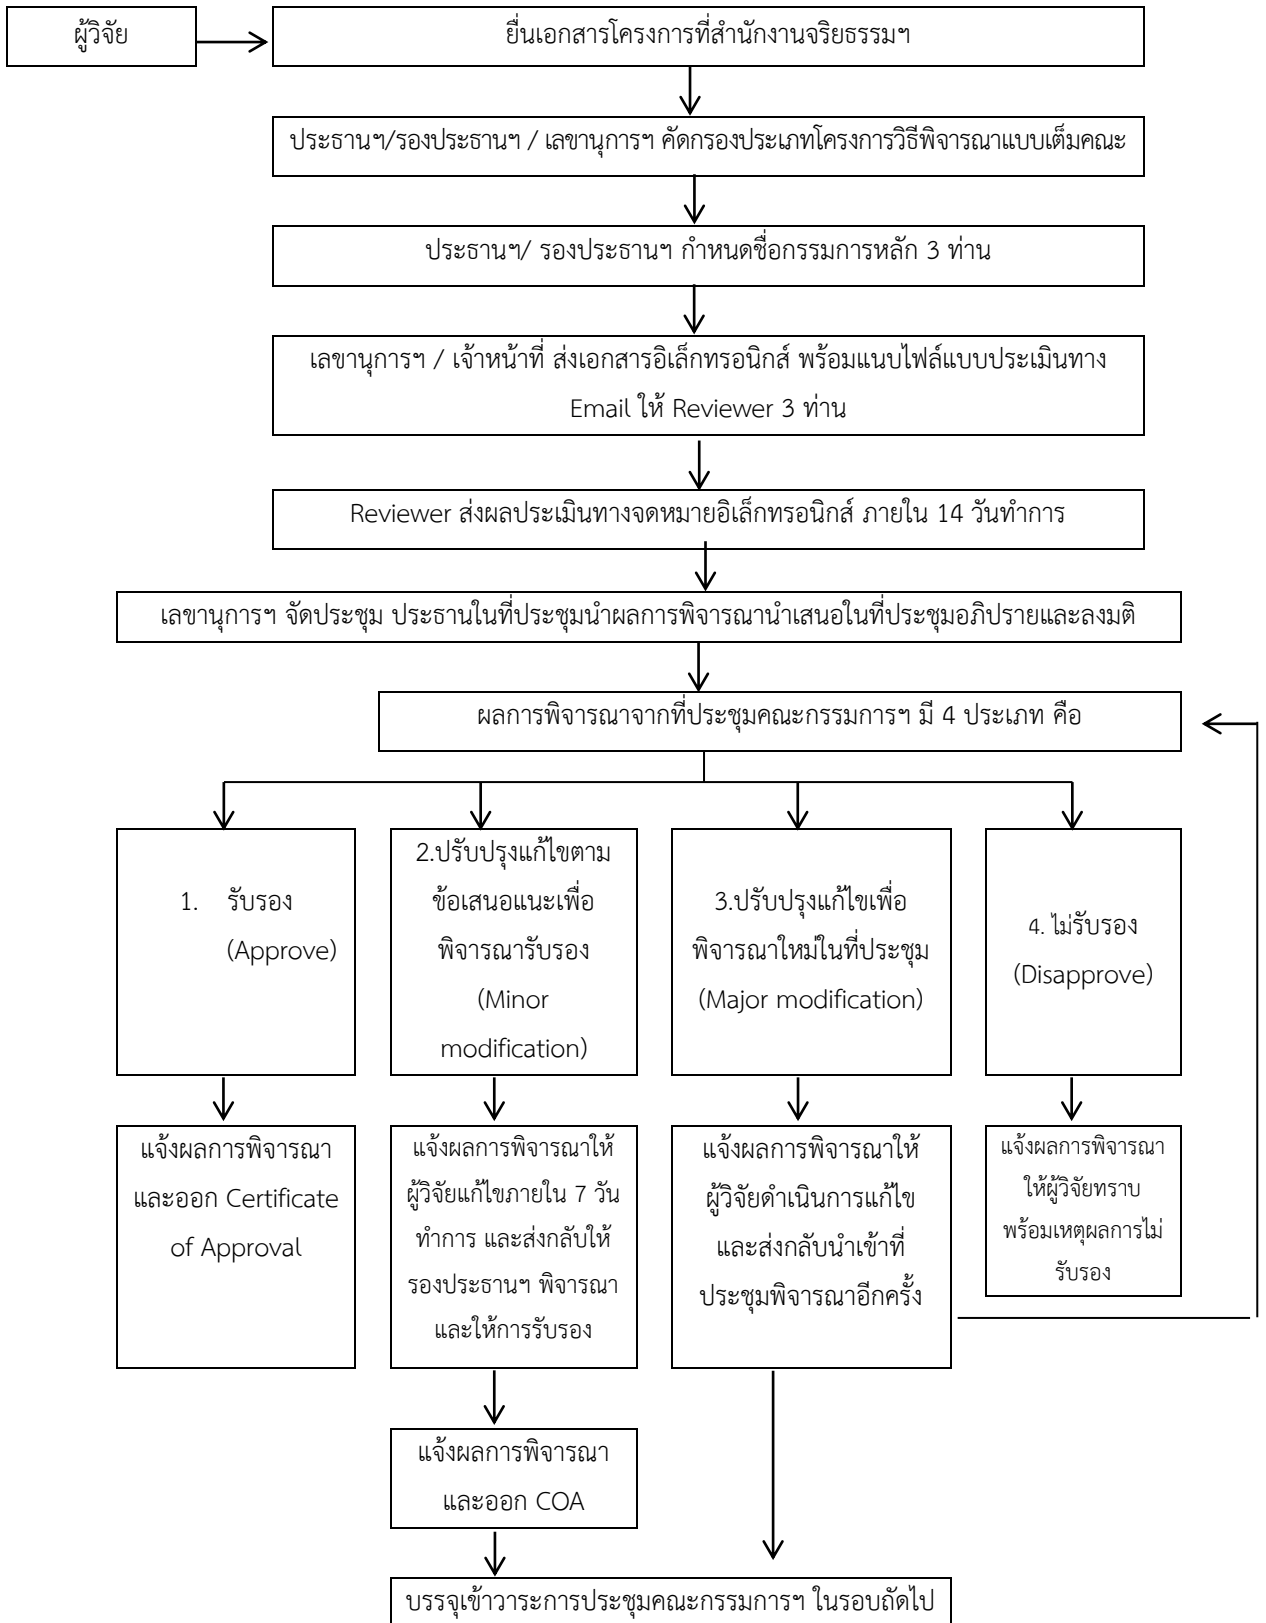 ผู้วิจัย
ยื่นเอกสารโครงการที่สำนักงานจริยธรรมฯ
ประธานฯ/รองประธานฯ / เลขานุการฯ คัดกรองประเภทโครงการวิธีพิจารณาแบบเต็มคณะ
ประธานฯ/ รองประธานฯ กำหนดชื่อกรรมการหลัก 3 ท่าน
เลขานุการฯ / เจ้าหน้าที่ ส่งเอกสารอิเล็กทรอนิกส์ พร้อมแนบไฟล์แบบประเมินทาง
Email ให้ Reviewer 3 ท่าน
Reviewer ส่งผลประเมินทางจดหมายอิเล็กทรอนิกส์ ภายใน 14 วันทำการ
เลขานุการฯ จัดประชุม ประธานในที่ประชุมนำผลการพิจารณานำเสนอในที่ประชุมอภิปรายและลงมติ
ผลการพิจารณาจากที่ประชุมคณะกรรมการฯ มี 4 ประเภท คือ
1. รับรอง
(Approve)
2.ปรับปรุงแก้ไขตาม
ข้อเสนอแนะเพื่อ
พิจารณารับรอง
(Minor
modification)
3.ปรับปรุงแก้ไขเพื่อ
พิจารณาใหม่ในที่ประชุม
(Major modification)
4. ไม่รับรอง
(Disapprove)
แจ้งผลการพิจารณา
และออก Certificate
of Approval
แจ้งผลการพิจารณาให้
ผู้วิจัยแก้ไขภายใน 7 วัน
ทำการ และส่งกลับให้
รองประธานฯ พิจารณา
และให้การรับรอง
แจ้งผลการพิจารณาให้
ผู้วิจัยดำเนินการแก้ไข
และส่งกลับนำเข้าที่
ประชุมพิจารณาอีกครั้ง
แจ้งผลการพิจารณา
ให้ผู้วิจัยทราบ
พร้อมเหตุผลการไม่
รับรอง
แจ้งผลการพิจารณา
และออก COA
บรรจุเข้าวาระการประชุมคณะกรรมการฯ ในรอบถัดไป